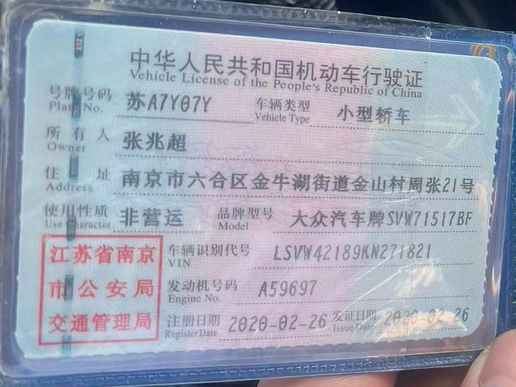 中华人民共和国机动车行驶证
Vehicle License of the People's Republic of China
号牌号码 苏A7Y07Y 车辆类型 小型轿车
Plate No. Vehicle Type
所有人 张兆超
Owner
住址 南京市六合区金牛湖街道金山村周张21号
Address
使用性质 非营运 品牌型号 大众汽车牌SVW71517BF
Use Character Model
江苏省南京 车辆识别代号 LSVW42189KN271821
VIN
市公安局 发动机号码 A59697
Engine No.
交通管理局 注册日期 2020-02-26 发证日期 2020-02-26
Register Date Issue Date